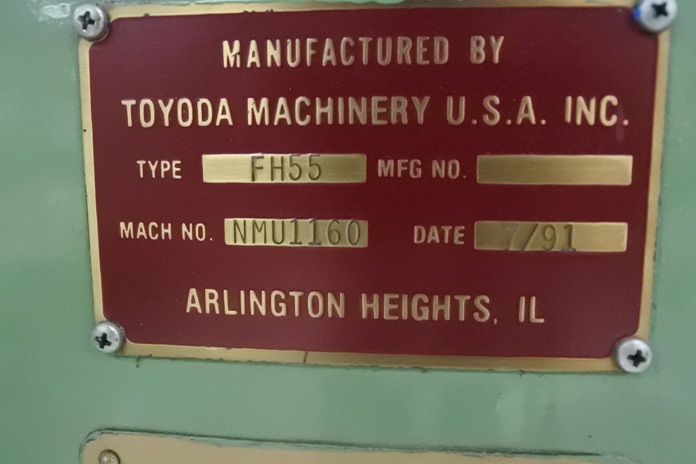 MANUFACTURED BY
TOYODA MACHINERY U.S.A. INC.
TYPE FH55 MFG NO.
MACH NO. NMU1160 DATE 7/91
ARLINGTON HEIGHTS, IL